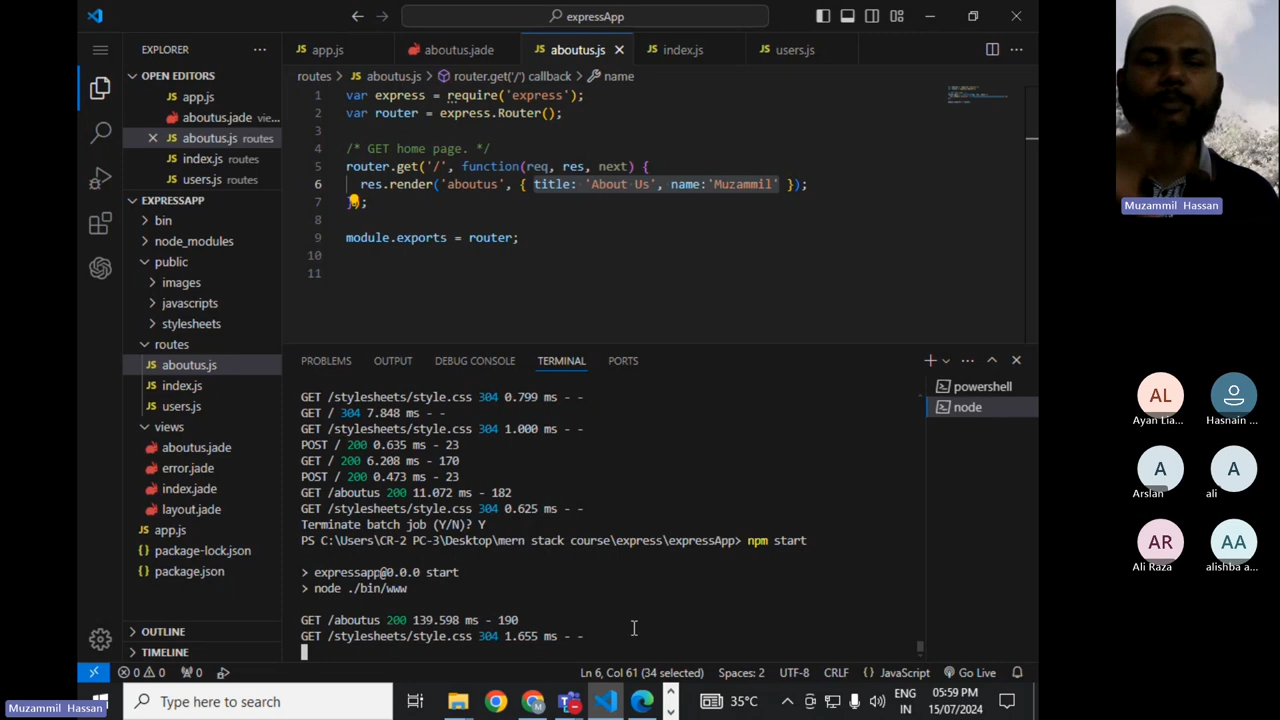 expressApp
EXPLORER
OPEN EDITORS
app.js
aboutus.jade vie...
aboutus.js routes
index.js routes
users.js routes
EXPRESSAPP
bin
node_modules
public
images
javascripts
stylesheets
routes
aboutus.js
index.js
users.js
views
aboutus.jade
error.jade
index.jade
layout.jade
app.js
package-lock.json
package.json
OUTLINE
TIMELINE
app.js
aboutus.jade
aboutus.js
index.js
users.js
routes > aboutus.js > router.get('/') callback > name
1 var express = require('express');
2 var router = express.Router();
3
4 /* GET home page. */
5 router.get('/', function(req, res, next) {
6 res.render('aboutus', { title: 'About Us', name:'Muzammil' });
7 });
8
9 module.exports = router;
10
11
PROBLEMS OUTPUT DEBUG CONSOLE TERMINAL PORTS
powershell
node
GET /stylesheets/style.css 304 0.799 ms - -
GET / 304 7.848 ms - -
GET /stylesheets/style.css 304 1.000 ms - -
POST / 200 0.635 ms - 23
GET / 200 6.208 ms - 170
POST / 200 0.473 ms - 23
GET /aboutus 200 11.072 ms - 182
GET /stylesheets/style.css 304 0.625 ms - -
Terminate batch job (Y/N)? Y
PS C:\Users\CR-2 PC-3\Desktop\mern stack course\express\expressApp> npm start
> expressapp@0.0.0 start
> node ./bin/www
GET /aboutus 200 139.598 ms - 190
GET /stylesheets/style.css 304 1.655 ms - -
0 0 0 Ln 6, Col 61 (34 selected) Spaces: 2 UTF-8 CRLF {} JavaScript Go Live
Type here to search
35°C
ENG
IN
05:59 PM
15/07/2024
Muzammil Hassan
Muzammil Hassan
AL
Ayan Lia...
Hasnain ...
A
Arslan
A
ali
AR
Ali Raza
AA
alishba a...